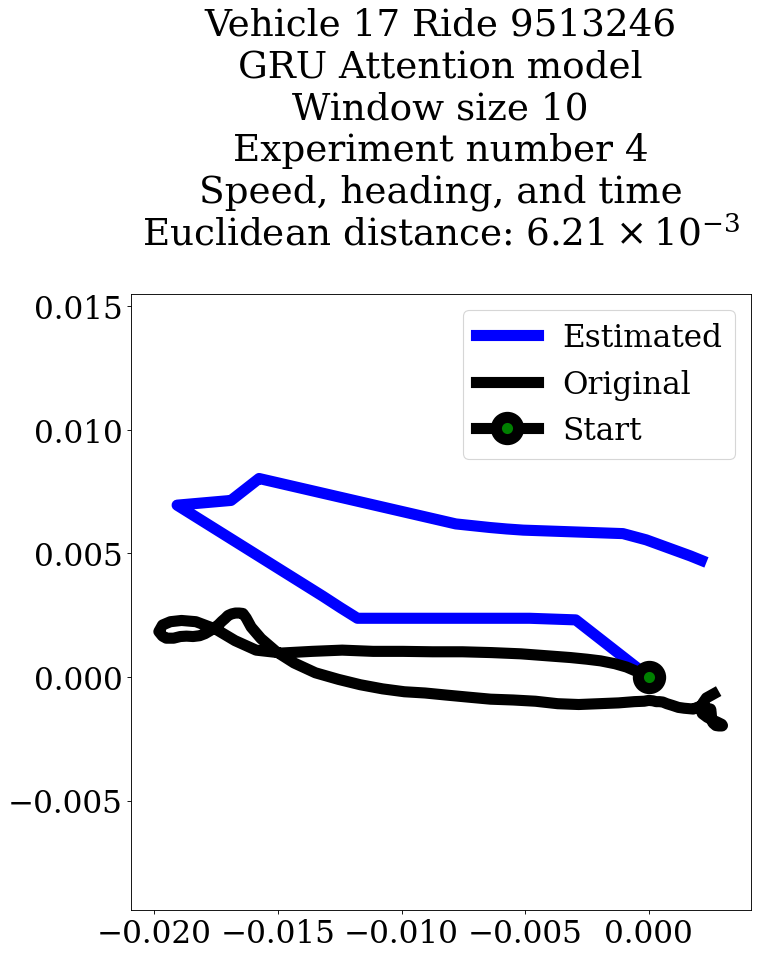 Vehicle 17 Ride 9513246
GRU Attention model
Window size 10
Experiment number 4
Speed, heading, and time
Euclidean distance: 6.21 × 10⁻³
0.015
0.010
0.005
0.000
−0.005
Estimated
Original
Start
−0.020 −0.015 −0.010 −0.005 0.000